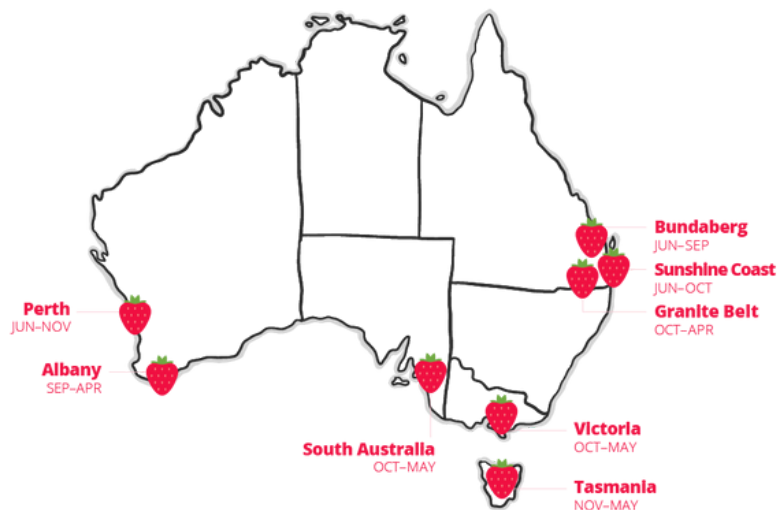 Bundaberg
JUN–SEP
Sunshine Coast
JUN–OCT
Granite Belt
OCT–APR
Perth
JUN–NOV
Albany
SEP–APR
South Australia
OCT–MAY
Victoria
OCT–MAY
Tasmania
NOV–MAY